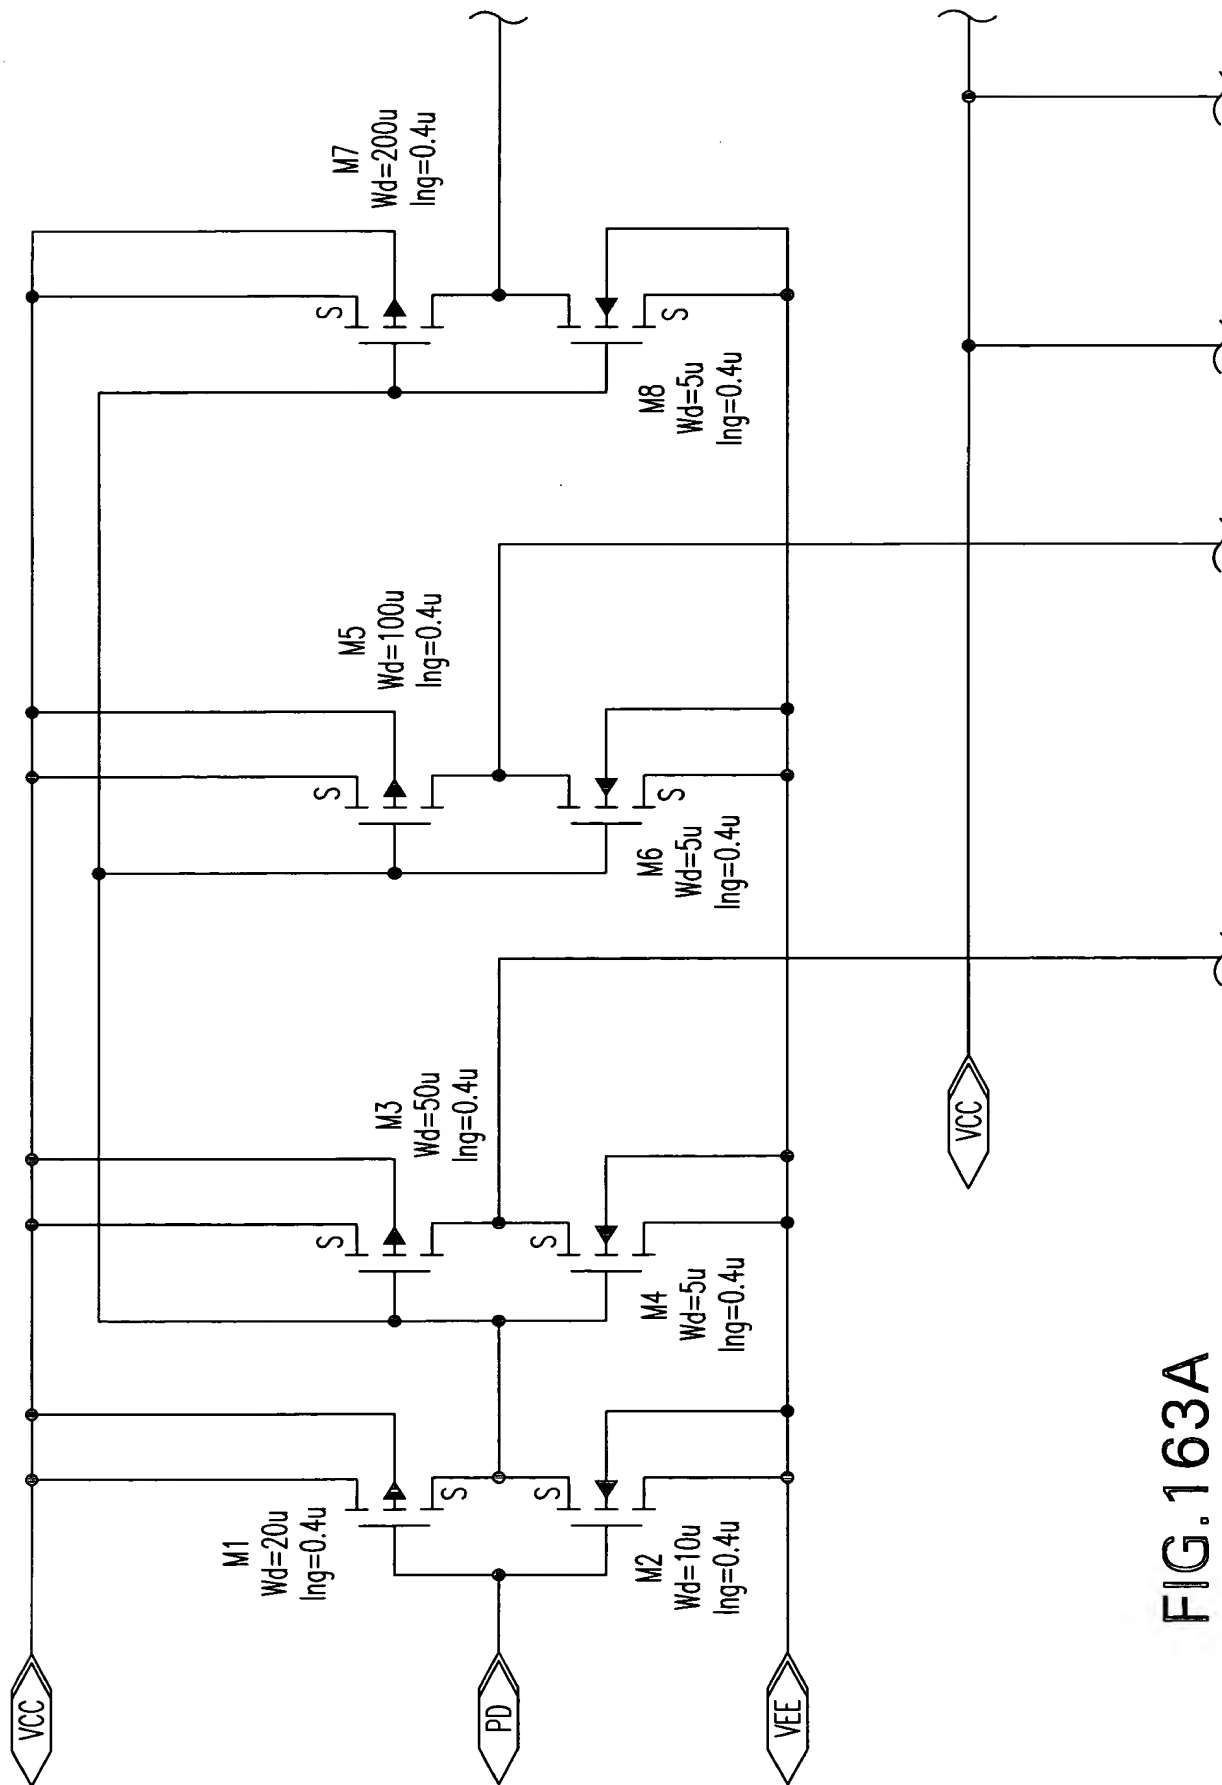 VCC
M1
Wd=20u
lng=0.4u
S
M3
Wd=50u
lng=0.4u
S
M5
Wd=100u
lng=0.4u
S
M7
Wd=200u
lng=0.4u
S
PD
M2
Wd=10u
lng=0.4u
S
M4
Wd=5u
lng=0.4u
S
M6
Wd=5u
lng=0.4u
S
M8
Wd=5u
lng=0.4u
S
VEE
VCC
FIG.163A